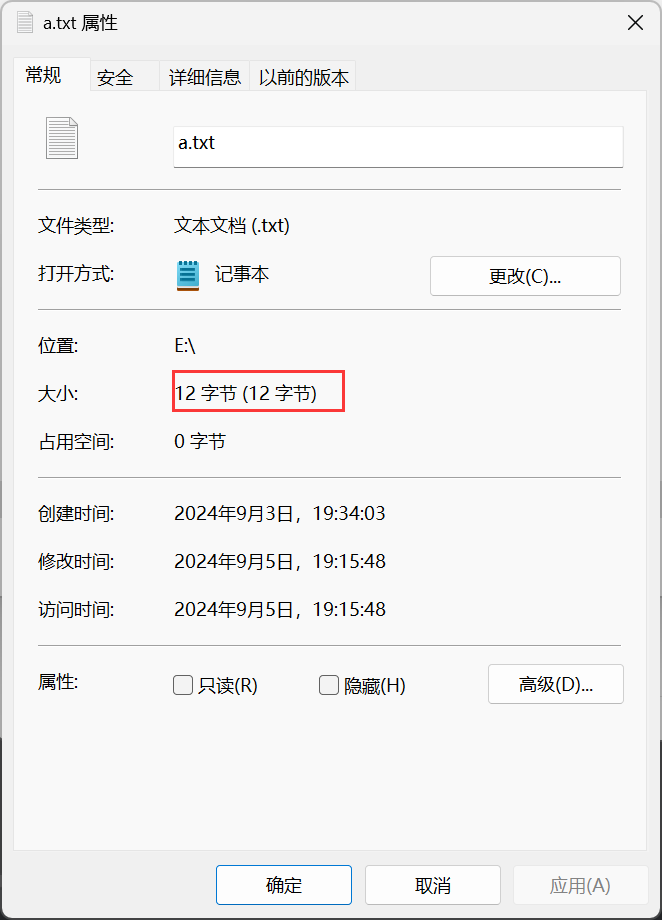 a.txt 属性
常规 安全 详细信息 以前的版本
a.txt
文件类型: 文本文档 (.txt)
打开方式: 记事本 更改(C)...
位置: E:\
大小: 12 字节 (12 字节)
占用空间: 0 字节
创建时间: 2024年9月3日，19:34:03
修改时间: 2024年9月5日，19:15:48
访问时间: 2024年9月5日，19:15:48
属性: 只读(R) 隐藏(H) 高级(D)...
确定 取消 应用(A)